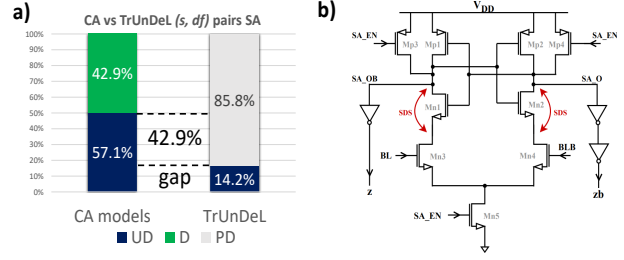 a)
CA vs TrUnDeL (s, df) pairs SA
100%
90%
80%
70%
60%
50%
40%
30%
20%
10%
0%
42.9%
57.1%
42.9%
gap
85.8%
14.2%
CA models
TrUnDeL
UD D PD
b)
VDD
SA_EN
Mp3
Mp1
Mp2
Mp4
SA_EN
SA_OB
SA_O
Mn1
SDS
Mn2
SDS
BL
Mn3
Mn4
BLB
z
zb
SA_EN
Mn5